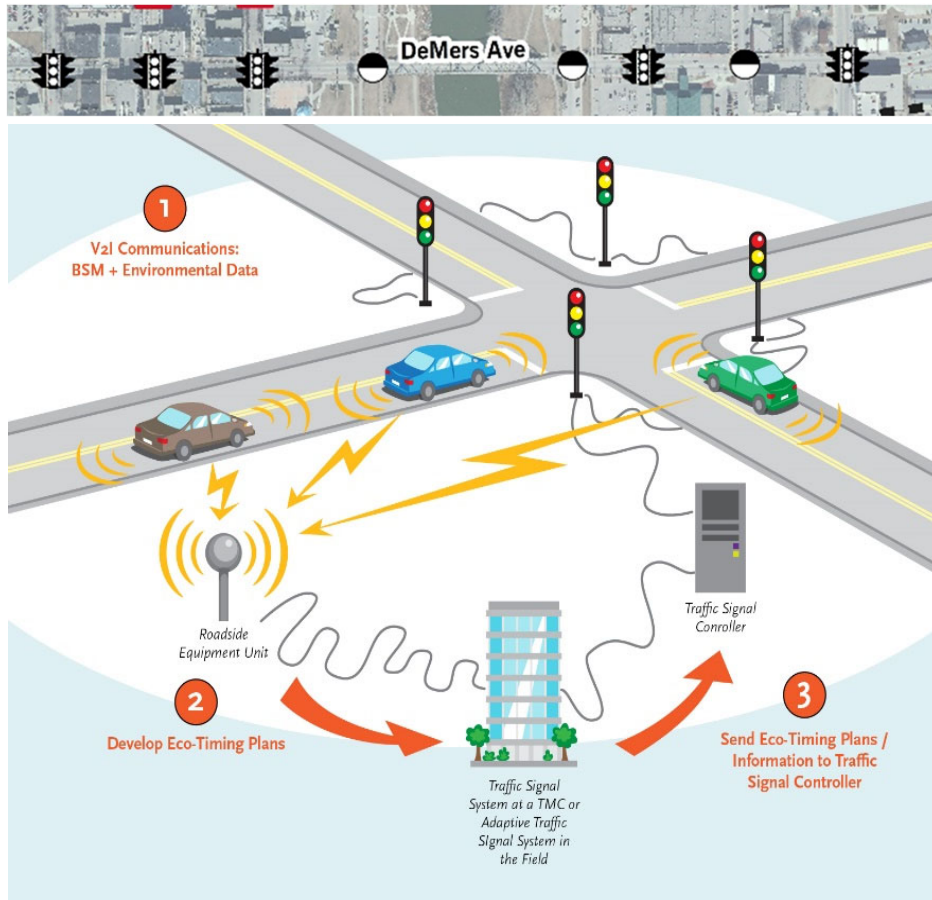 DeMers Ave
1
V2I Communications:
BSM + Environmental Data
Roadside
Equipment Unit
2
Develop Eco-Timing Plans
Traffic Signal
System at a TMC or
Adaptive Traffic
SIgnal System in
the Field
Traffic Signal
Conroller
3
Send Eco-Timing Plans /
Information to Traffic
Signal Controller